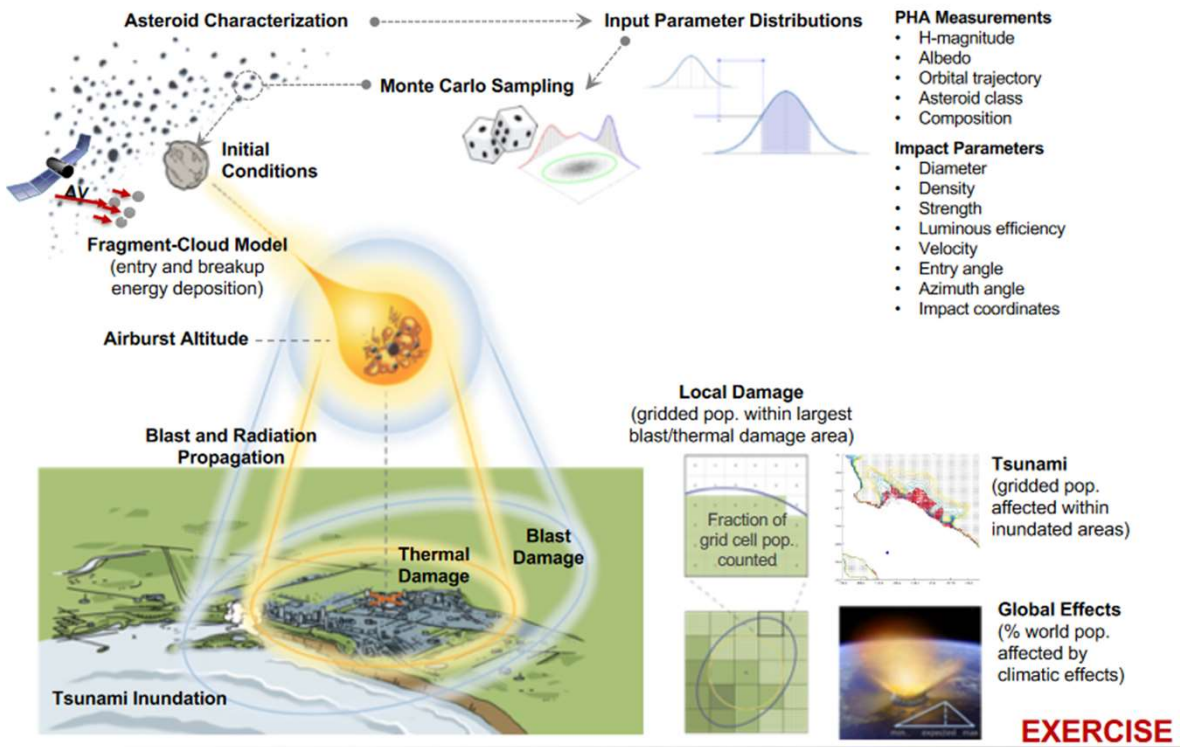 Asteroid Characterization
Input Parameter Distributions
Monte Carlo Sampling
Initial
Conditions
ΔV
Fragment-Cloud Model
(entry and breakup
energy deposition)
Airburst Altitude
Blast and Radiation
Propagation
Thermal
Damage
Blast
Damage
Tsunami Inundation
PHA Measurements
• H-magnitude
• Albedo
• Orbital trajectory
• Asteroid class
• Composition
Impact Parameters
• Diameter
• Density
• Strength
• Luminous efficiency
• Velocity
• Entry angle
• Azimuth angle
• Impact coordinates
Local Damage
(gridded pop. within largest
blast/thermal damage area)
Fraction of
grid cell pop.
counted
Tsunami
(gridded pop.
affected within
inundated areas)
Global Effects
(% world pop.
affected by
climatic effects)
min expected max
EXERCISE